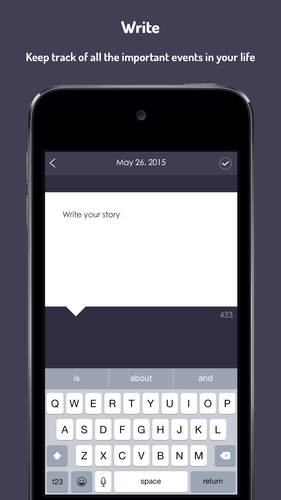 Write
Keep track of all the important events in your life
May 26, 2015
Write your story
433
is about and
Q W E R T Y U I O P
A S D F G H J K L
Z X C V B N M
123 space return